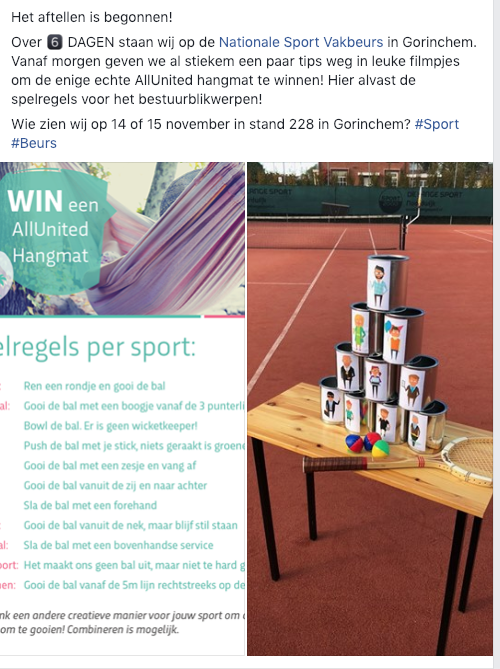 Het aftellen is begonnen!
Over 6 DAGEN staan wij op de Nationale Sport Vakbeurs in Gorinchem.
Vanaf morgen geven we al stiekem een paar tips weg in leuke filmpjes
om de enige echte AllUnited hangmat te winnen! Hier alvast de
spelregels voor het bestuurblikwerpen!
Wie zien wij op 14 of 15 november in stand 228 in Gorinchem? #Sport
#Beurs
WIN een
AllUnited
Hangmat
elregels per sport:
: Ren een rondje en gooi de bal
al: Gooi de bal met een boogje vanaf de 3 punterli
Bowl de bal. Er is geen wicketkeeper!
Push de bal met je stick, niets geraakt is groene
Gooi de bal met een zesje en vang af
Gooi de bal vanuit de zij en naar achter
Sla de bal met een forehand
: Gooi de bal vanuit de nek, maar blijf stil staan
al: Sla de bal met een bovenhandse service
port: Het maakt ons geen bal uit, maar niet te hard g
nen: Gooi de bal vanaf de 5m lijn rechtstreeks op de
nk een andere creatieve manier voor jouw sport om
om te gooien! Combineren is mogelijk.